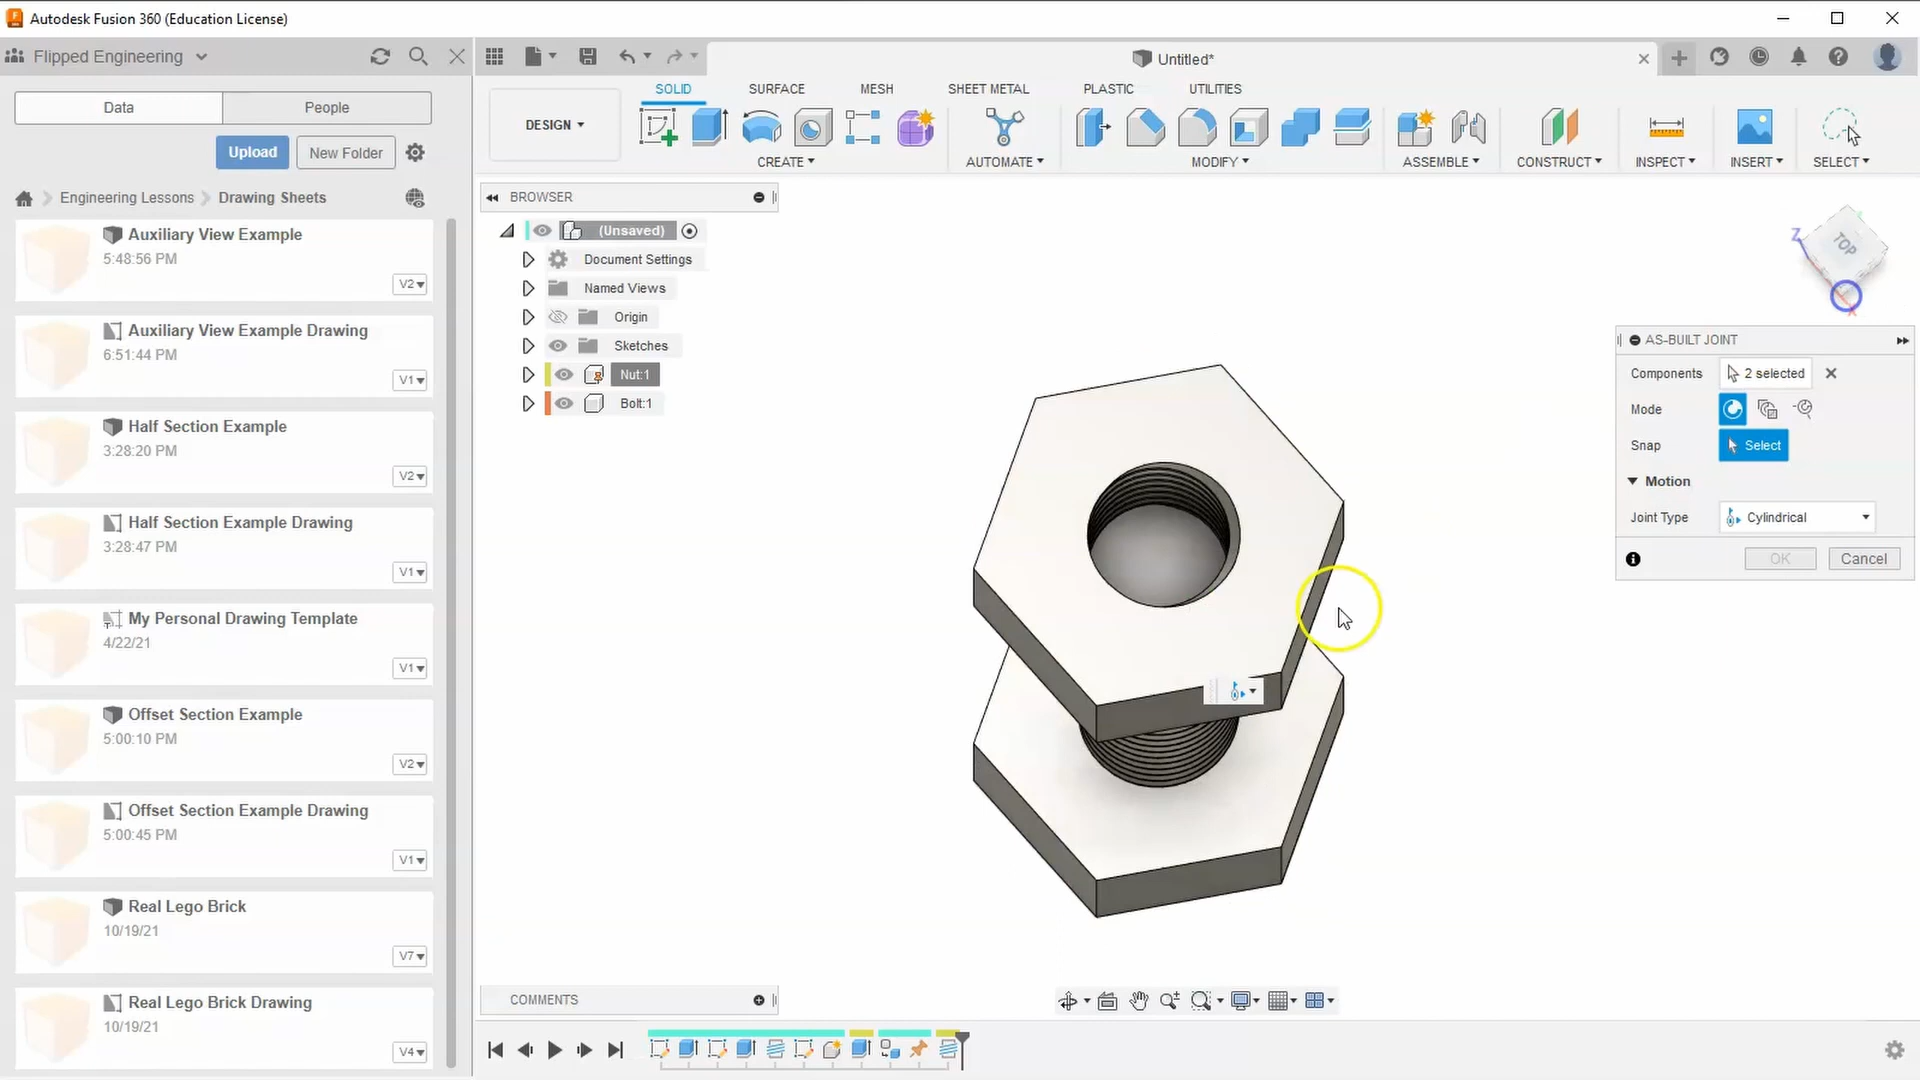 Autodesk Fusion 360 (Education License)
Flipped Engineering
Untitled*
Data
People
Upload
New Folder
Engineering Lessons
Drawing Sheets
Auxiliary View Example
5:48:56 PM
V2
Auxiliary View Example Drawing
6:51:44 PM
V1
Half Section Example
3:28:20 PM
V2
Half Section Example Drawing
3:28:47 PM
V1
My Personal Drawing Template
4/22/21
V1
Offset Section Example
5:00:10 PM
V2
Offset Section Example Drawing
5:00:45 PM
V1
Real Lego Brick
10/19/21
V7
Real Lego Brick Drawing
10/19/21
V4
DESIGN
SOLID
SURFACE
MESH
SHEET METAL
PLASTIC
UTILITIES
CREATE
AUTOMATE
MODIFY
ASSEMBLE
CONSTRUCT
INSPECT
INSERT
SELECT
BROWSER
(Unsaved)
Document Settings
Named Views
Origin
Sketches
Nut:1
Bolt:1
TOP
Z
X
AS-BUILT JOINT
Components
2 selected
Mode
Snap
Select
Motion
Joint Type
Cylindrical
OK
Cancel
COMMENTS